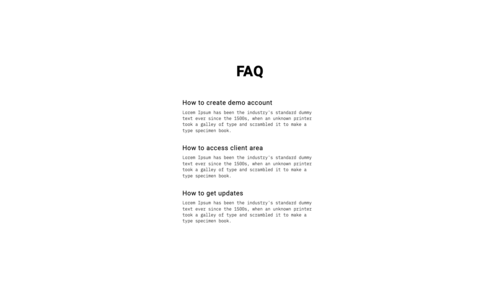 FAQ
How to create demo account
Lorem Ipsum has been the industry's standard dummy
text ever since the 1500s, when an unknown printer
took a galley of type and scrambled it to make a
type specimen book.
How to access client area
Lorem Ipsum has been the industry's standard dummy
text ever since the 1500s, when an unknown printer
took a galley of type and scrambled it to make a
type specimen book.
How to get updates
Lorem Ipsum has been the industry's standard dummy
text ever since the 1500s, when an unknown printer
took a galley of type and scrambled it to make a
type specimen book.